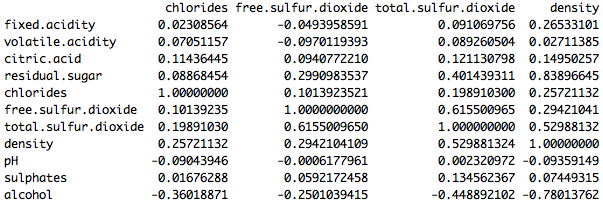 chlorides free.sulfur.dioxide total.sulfur.dioxide density
fixed.acidity 0.02308564 -0.0493958591 0.091069756 0.26533101
volatile.acidity 0.07051157 -0.0970119393 0.089260504 0.02711385
citric.acid 0.11436445 0.0940772210 0.121130798 0.14950257
residual.sugar 0.08868454 0.2990983537 0.401439311 0.83896645
chlorides 1.00000000 0.1013923521 0.198910300 0.25721132
free.sulfur.dioxide 0.10139235 1.0000000000 0.615500965 0.29421041
total.sulfur.dioxide 0.19891030 0.6155009650 1.000000000 0.52988132
density 0.25721132 0.2942104109 0.529881324 1.00000000
pH -0.09043946 -0.0006177961 0.002320972 -0.09359149
sulphates 0.01676288 0.0592172458 0.134562367 0.07449315
alcohol -0.36018871 -0.2501039415 -0.448892102 -0.78013762